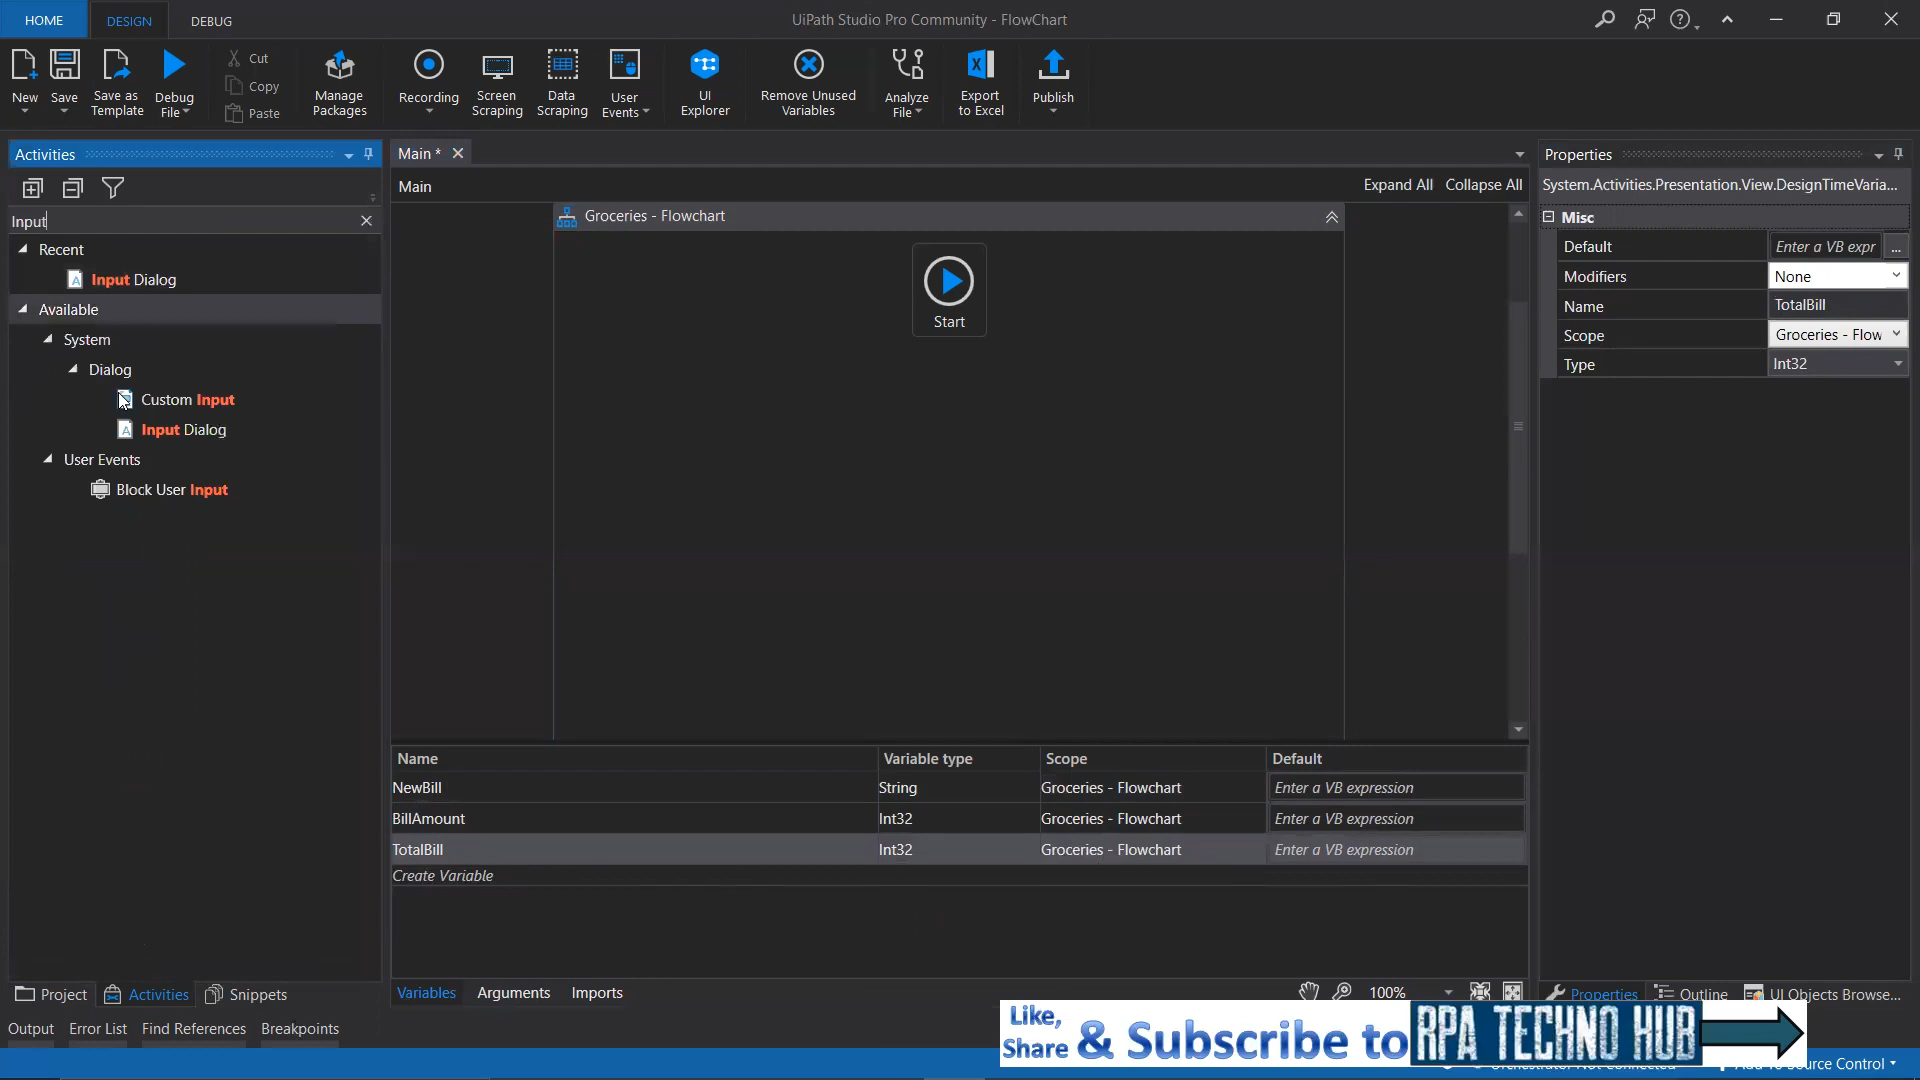 HOME DESIGN DEBUG UiPath Studio Pro Community - FlowChart
New Save Save as Template Debug File Cut Copy Paste Manage Packages Recording Screen Scraping Data Scraping User Events UI Explorer Remove Unused Variables Analyze File Export to Excel Publish
Activities
Input
Recent
Input Dialog
Available
System
Dialog
Custom Input
Input Dialog
User Events
Block User Input
Project Activities Snippets
Main *
Main Expand All Collapse All
Groceries - Flowchart
Start
Name Variable type Scope Default
NewBill String Groceries - Flowchart Enter a VB expression
BillAmount Int32 Groceries - Flowchart Enter a VB expression
TotalBill Int32 Groceries - Flowchart Enter a VB expression
Create Variable
Variables Arguments Imports 100%
Properties
System.Activities.Presentation.View.DesignTimeVaria...
Misc
Default Enter a VB expr ...
Modifiers None
Name TotalBill
Scope Groceries - Flow
Type Int32
Properties Outline UI Objects Browse...
Output Error List Find References Breakpoints
Like, Share & Subscribe to RPA TECHNO HUB
Source Control